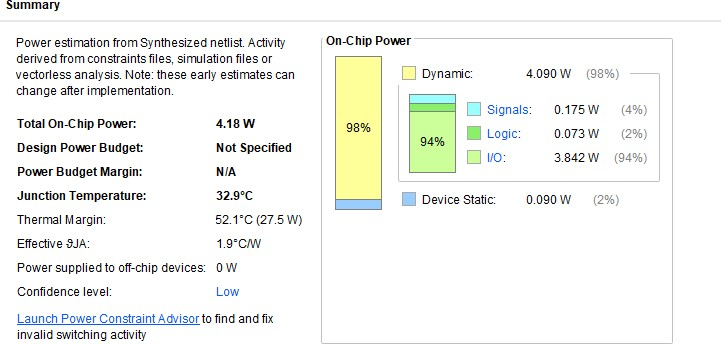 Summary
Power estimation from Synthesized netlist. Activity
derived from constraints files, simulation files or
vectorless analysis. Note: these early estimates can
change after implementation.
Total On-Chip Power: 4.18 W
Design Power Budget: Not Specified
Power Budget Margin: N/A
Junction Temperature: 32.9°C
Thermal Margin: 52.1°C (27.5 W)
Effective ϑJA: 1.9°C/W
Power supplied to off-chip devices: 0 W
Confidence level: Low
Launch Power Constraint Advisor to find and fix
invalid switching activity
On-Chip Power
98%
Dynamic: 4.090 W (98%)
94%
Signals: 0.175 W (4%)
Logic: 0.073 W (2%)
I/O: 3.842 W (94%)
Device Static: 0.090 W (2%)